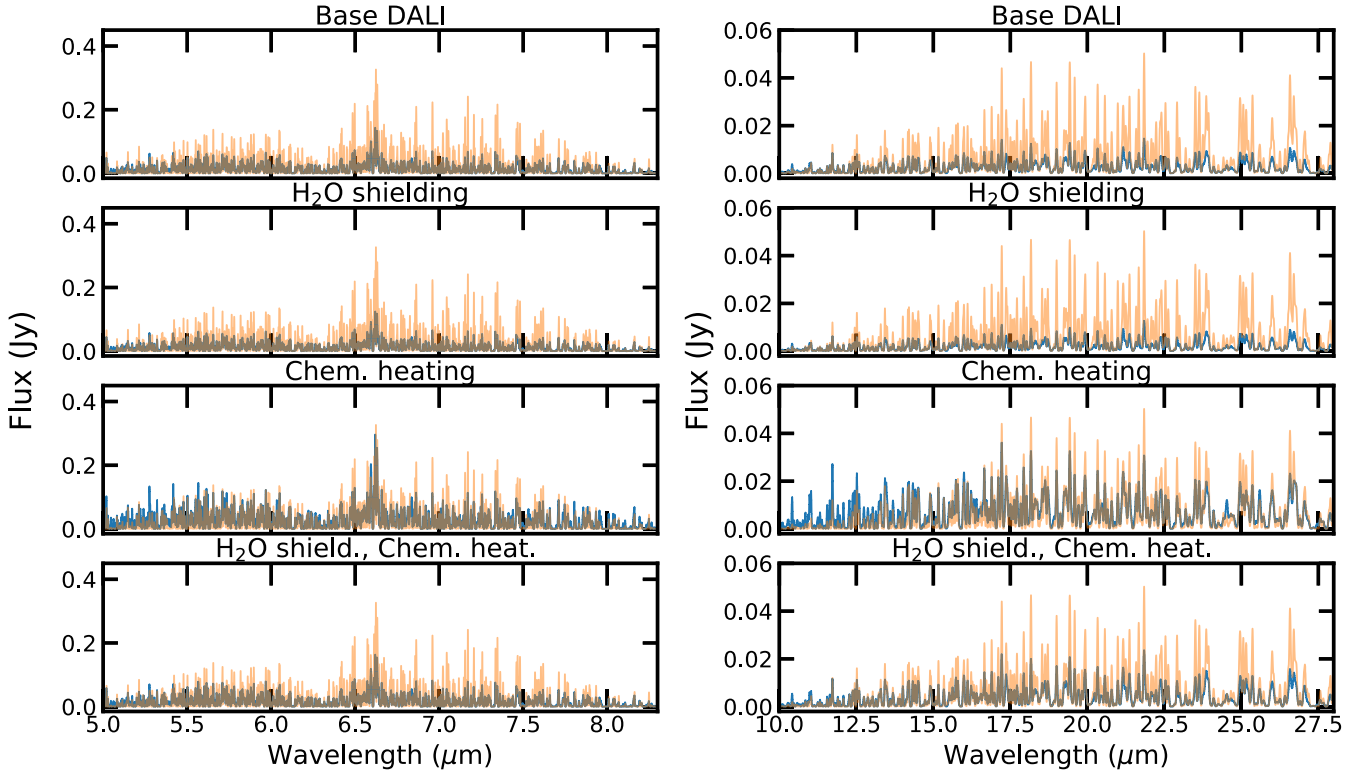 Base DALI
Base DALI
0.4
0.2
0.0
0.06
0.04
0.02
0.00
H₂O shielding
H₂O shielding
0.4
0.2
0.0
0.06
0.04
0.02
0.00
Chem. heating
Chem. heating
0.4
0.2
0.0
0.06
0.04
0.02
0.00
H₂O shield., Chem. heat.
H₂O shield., Chem. heat.
0.4
0.2
0.0
0.06
0.04
0.02
0.00
Flux (Jy)
Flux (Jy)
5.0 5.5 6.0 6.5 7.0 7.5 8.0
10.0 12.5 15.0 17.5 20.0 22.5 25.0 27.5
Wavelength (μm)
Wavelength (μm)